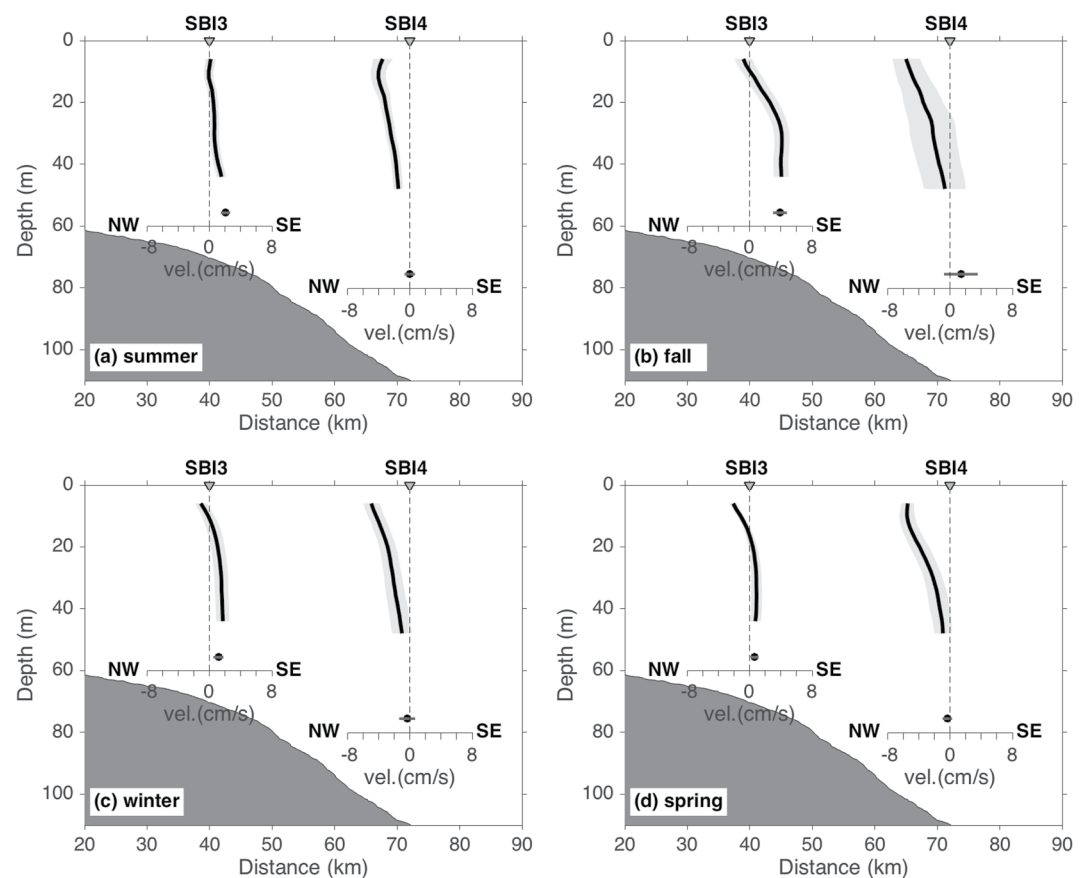 SBI3 SBI4
0
20
40
60
80
100
Depth (m)
NW SE
-8 0 8
vel.(cm/s)
NW SE
-8 0 8
vel.(cm/s)
(a) summer
20 30 40 50 60 70 80 90
Distance (km)
SBI3 SBI4
0
20
40
60
80
100
Depth (m)
NW SE
-8 0 8
vel.(cm/s)
NW SE
-8 0 8
vel.(cm/s)
(b) fall
20 30 40 50 60 70 80 90
Distance (km)
SBI3 SBI4
0
20
40
60
80
100
Depth (m)
NW SE
-8 0 8
vel.(cm/s)
NW SE
-8 0 8
vel.(cm/s)
(c) winter
20 30 40 50 60 70 80 90
Distance (km)
SBI3 SBI4
0
20
40
60
80
100
Depth (m)
NW SE
-8 0 8
vel.(cm/s)
NW SE
-8 0 8
vel.(cm/s)
(d) spring
20 30 40 50 60 70 80 90
Distance (km)